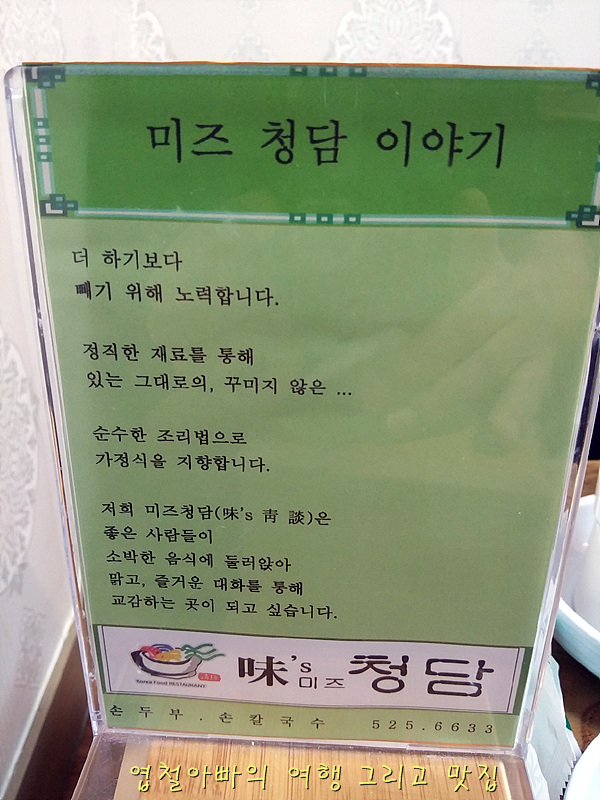 미즈 청담 이야기
더 하기보다
빼기 위해 노력합니다.
정직한 재료를 통해
있는 그대로의, 꾸미지 않은 ...
순수한 조리법으로
가정식을 지향합니다.
저희 미즈청담(味's 靑 談)은
좋은 사람들이
소박한 음식에 둘러앉아
맑고, 즐거운 대화를 통해
교감하는 곳이 되고 싶습니다.
味's 미즈 청담
Korea Food RESTAURANT
손두부 . 손칼국수 525.6633
엽철아빠의 여행 그리고 맛집